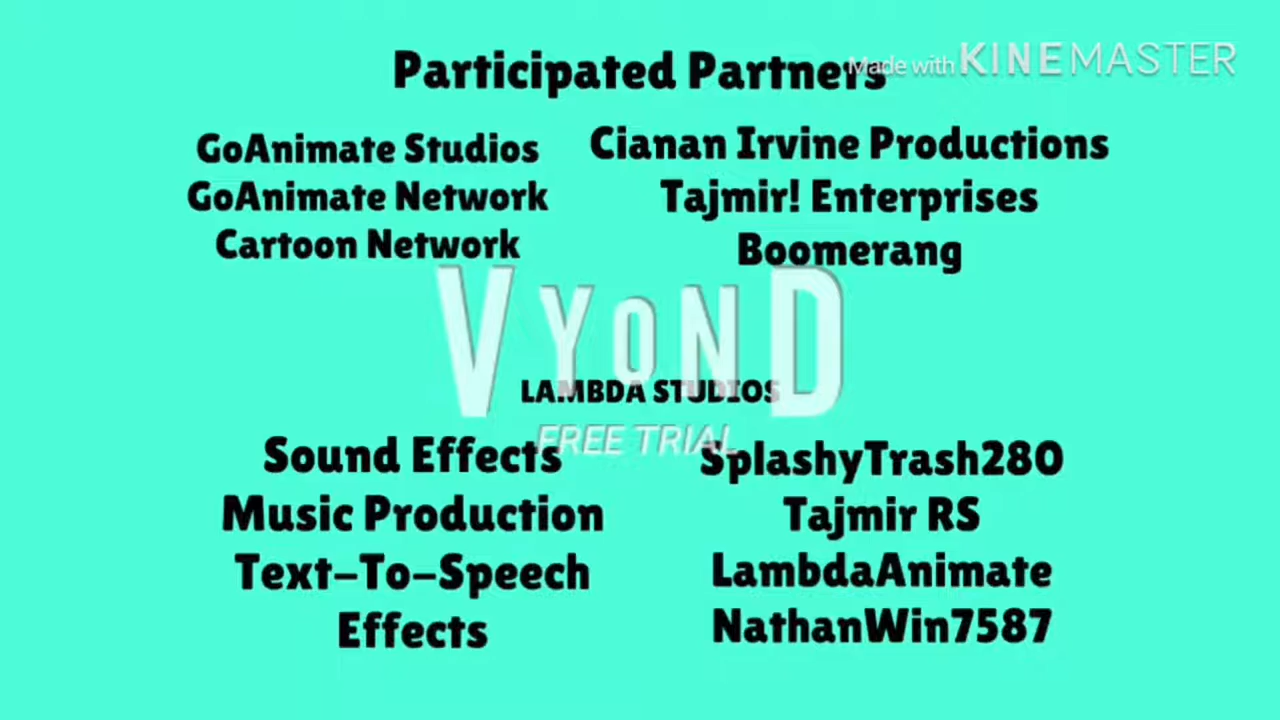 Participated Partners
Made with KINEMASTER
GoAnimate Studios
Cianan Irvine Productions
GoAnimate Network
Tajmir! Enterprises
Cartoon Network
Boomerang
VYOND
LAMBDA STUDIOS
FREE TRIAL
Sound Effects
SplashyTrash280
Music Production
Tajmir RS
Text-To-Speech
LambdaAnimate
Effects
NathanWin7587